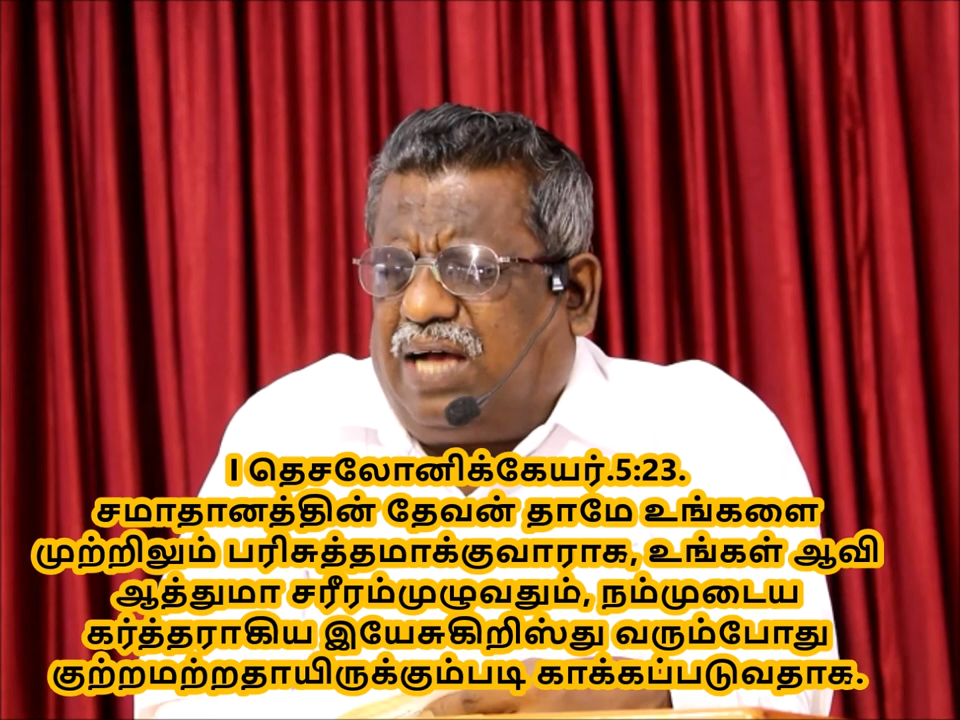 I தெசலோனிக்கேயர்.5:23.
சமாதானத்தின் தேவன் தாமே உங்களை
முற்றிலும் பரிசுத்தமாக்குவாராக, உங்கள் ஆவி
ஆத்துமா சரீரம்முழுவதும், நம்முடைய
கர்த்தராகிய இயேசுகிறிஸ்து வரும்போது
குற்றமற்றதாயிருக்கும்படி காக்கப்படுவதாக.